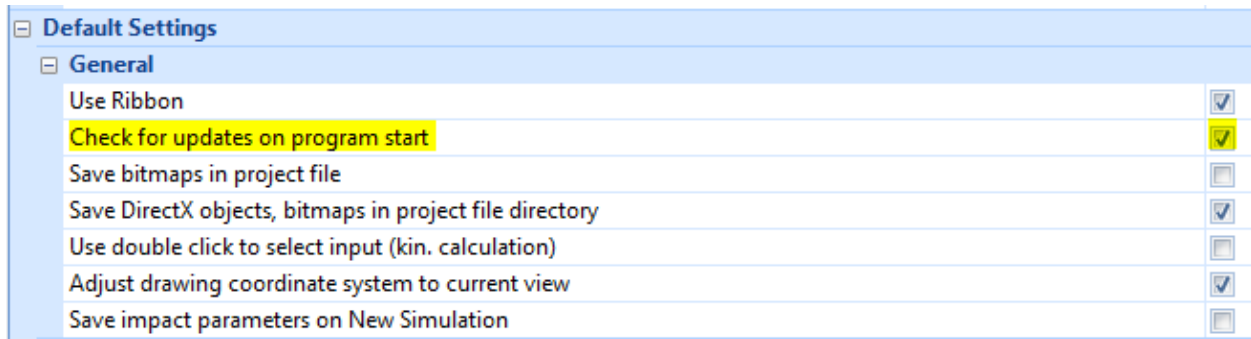 Default Settings
General
Use Ribbon
Check for updates on program start
Save bitmaps in project file
Save DirectX objects, bitmaps in project file directory
Use double click to select input (kin. calculation)
Adjust drawing coordinate system to current view
Save impact parameters on New Simulation